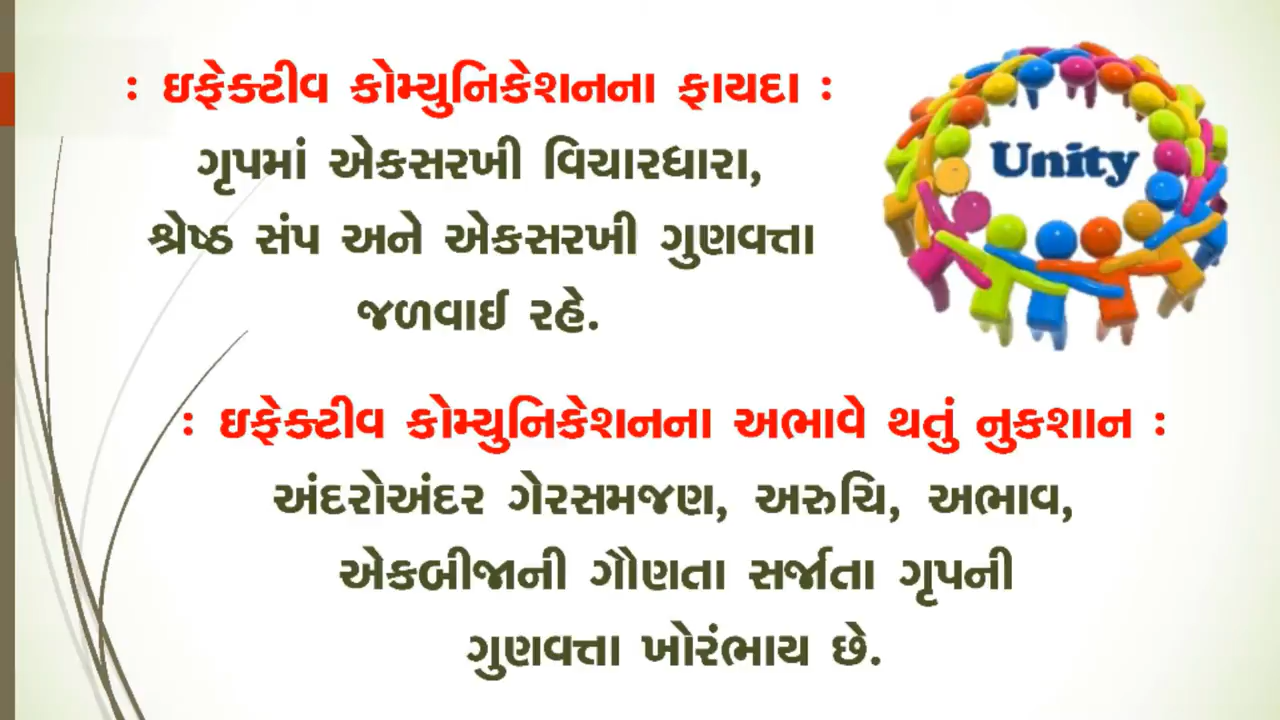 : ઇફેક્ટીવ કોમ્યુનિકેશનના ફાયદા :
ગૃપમાં એકસરખી વિચારધારા,
શ્રેષ્ઠ સંપ અને એકસરખી ગુણવત્તા
જળવાઈ રહે.
Unity
: ઇફેક્ટીવ કોમ્યુનિકેશનના અભાવે થતું નુકશાન :
અંદરોઅંદર ગેરસમજણ, અરુચિ, અભાવ,
એકબીજાની ગૌણતા સર્જાતા ગૃપની
ગુણવત્તા ખોરંભાય છે.